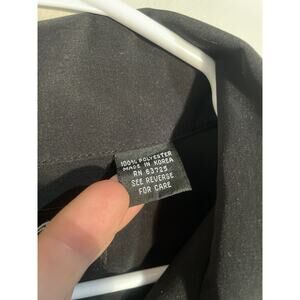 100% POLYESTER
MADE IN KOREA
RN 63725
SEE REVERSE
FOR CARE